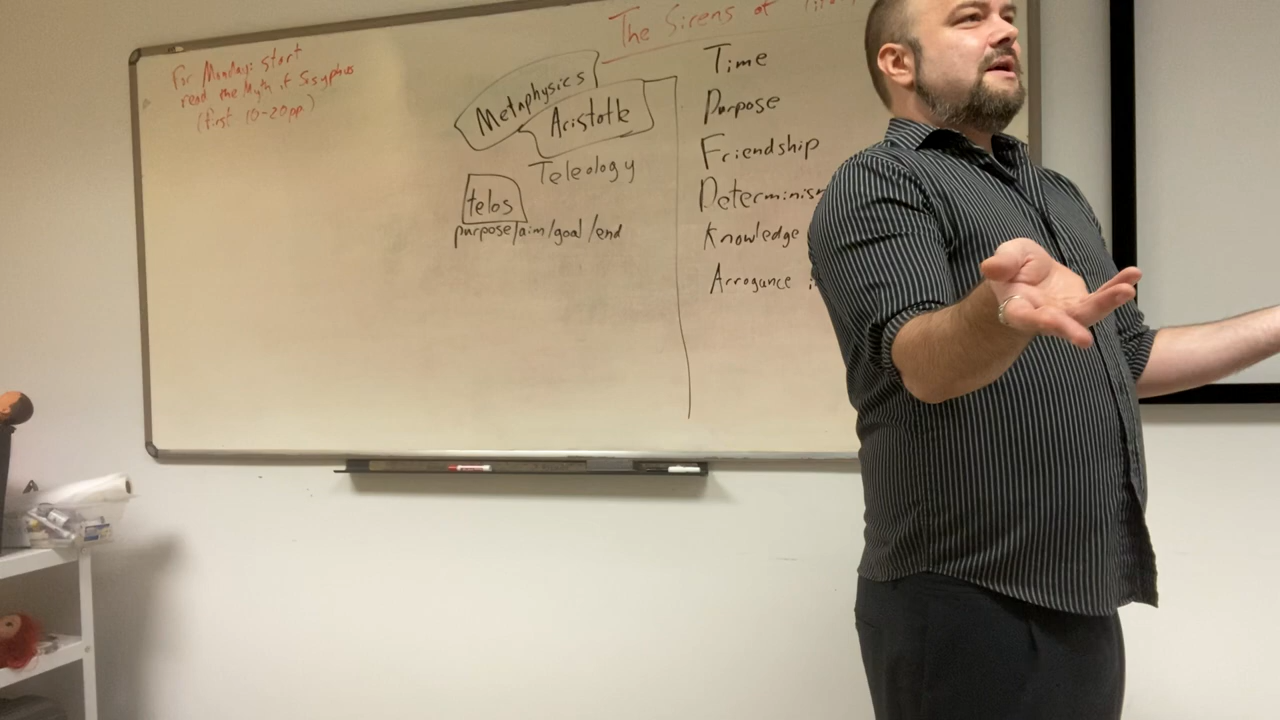 For Monday: start
read the Myth of Sisyphus
(first 10-20pp.)
The Sirens of
Metaphysics
Aristotle
Teleology
telos
purpose/aim/goal/end
Time
Purpose
Friendship
Determinism
Knowledge
Arrogance